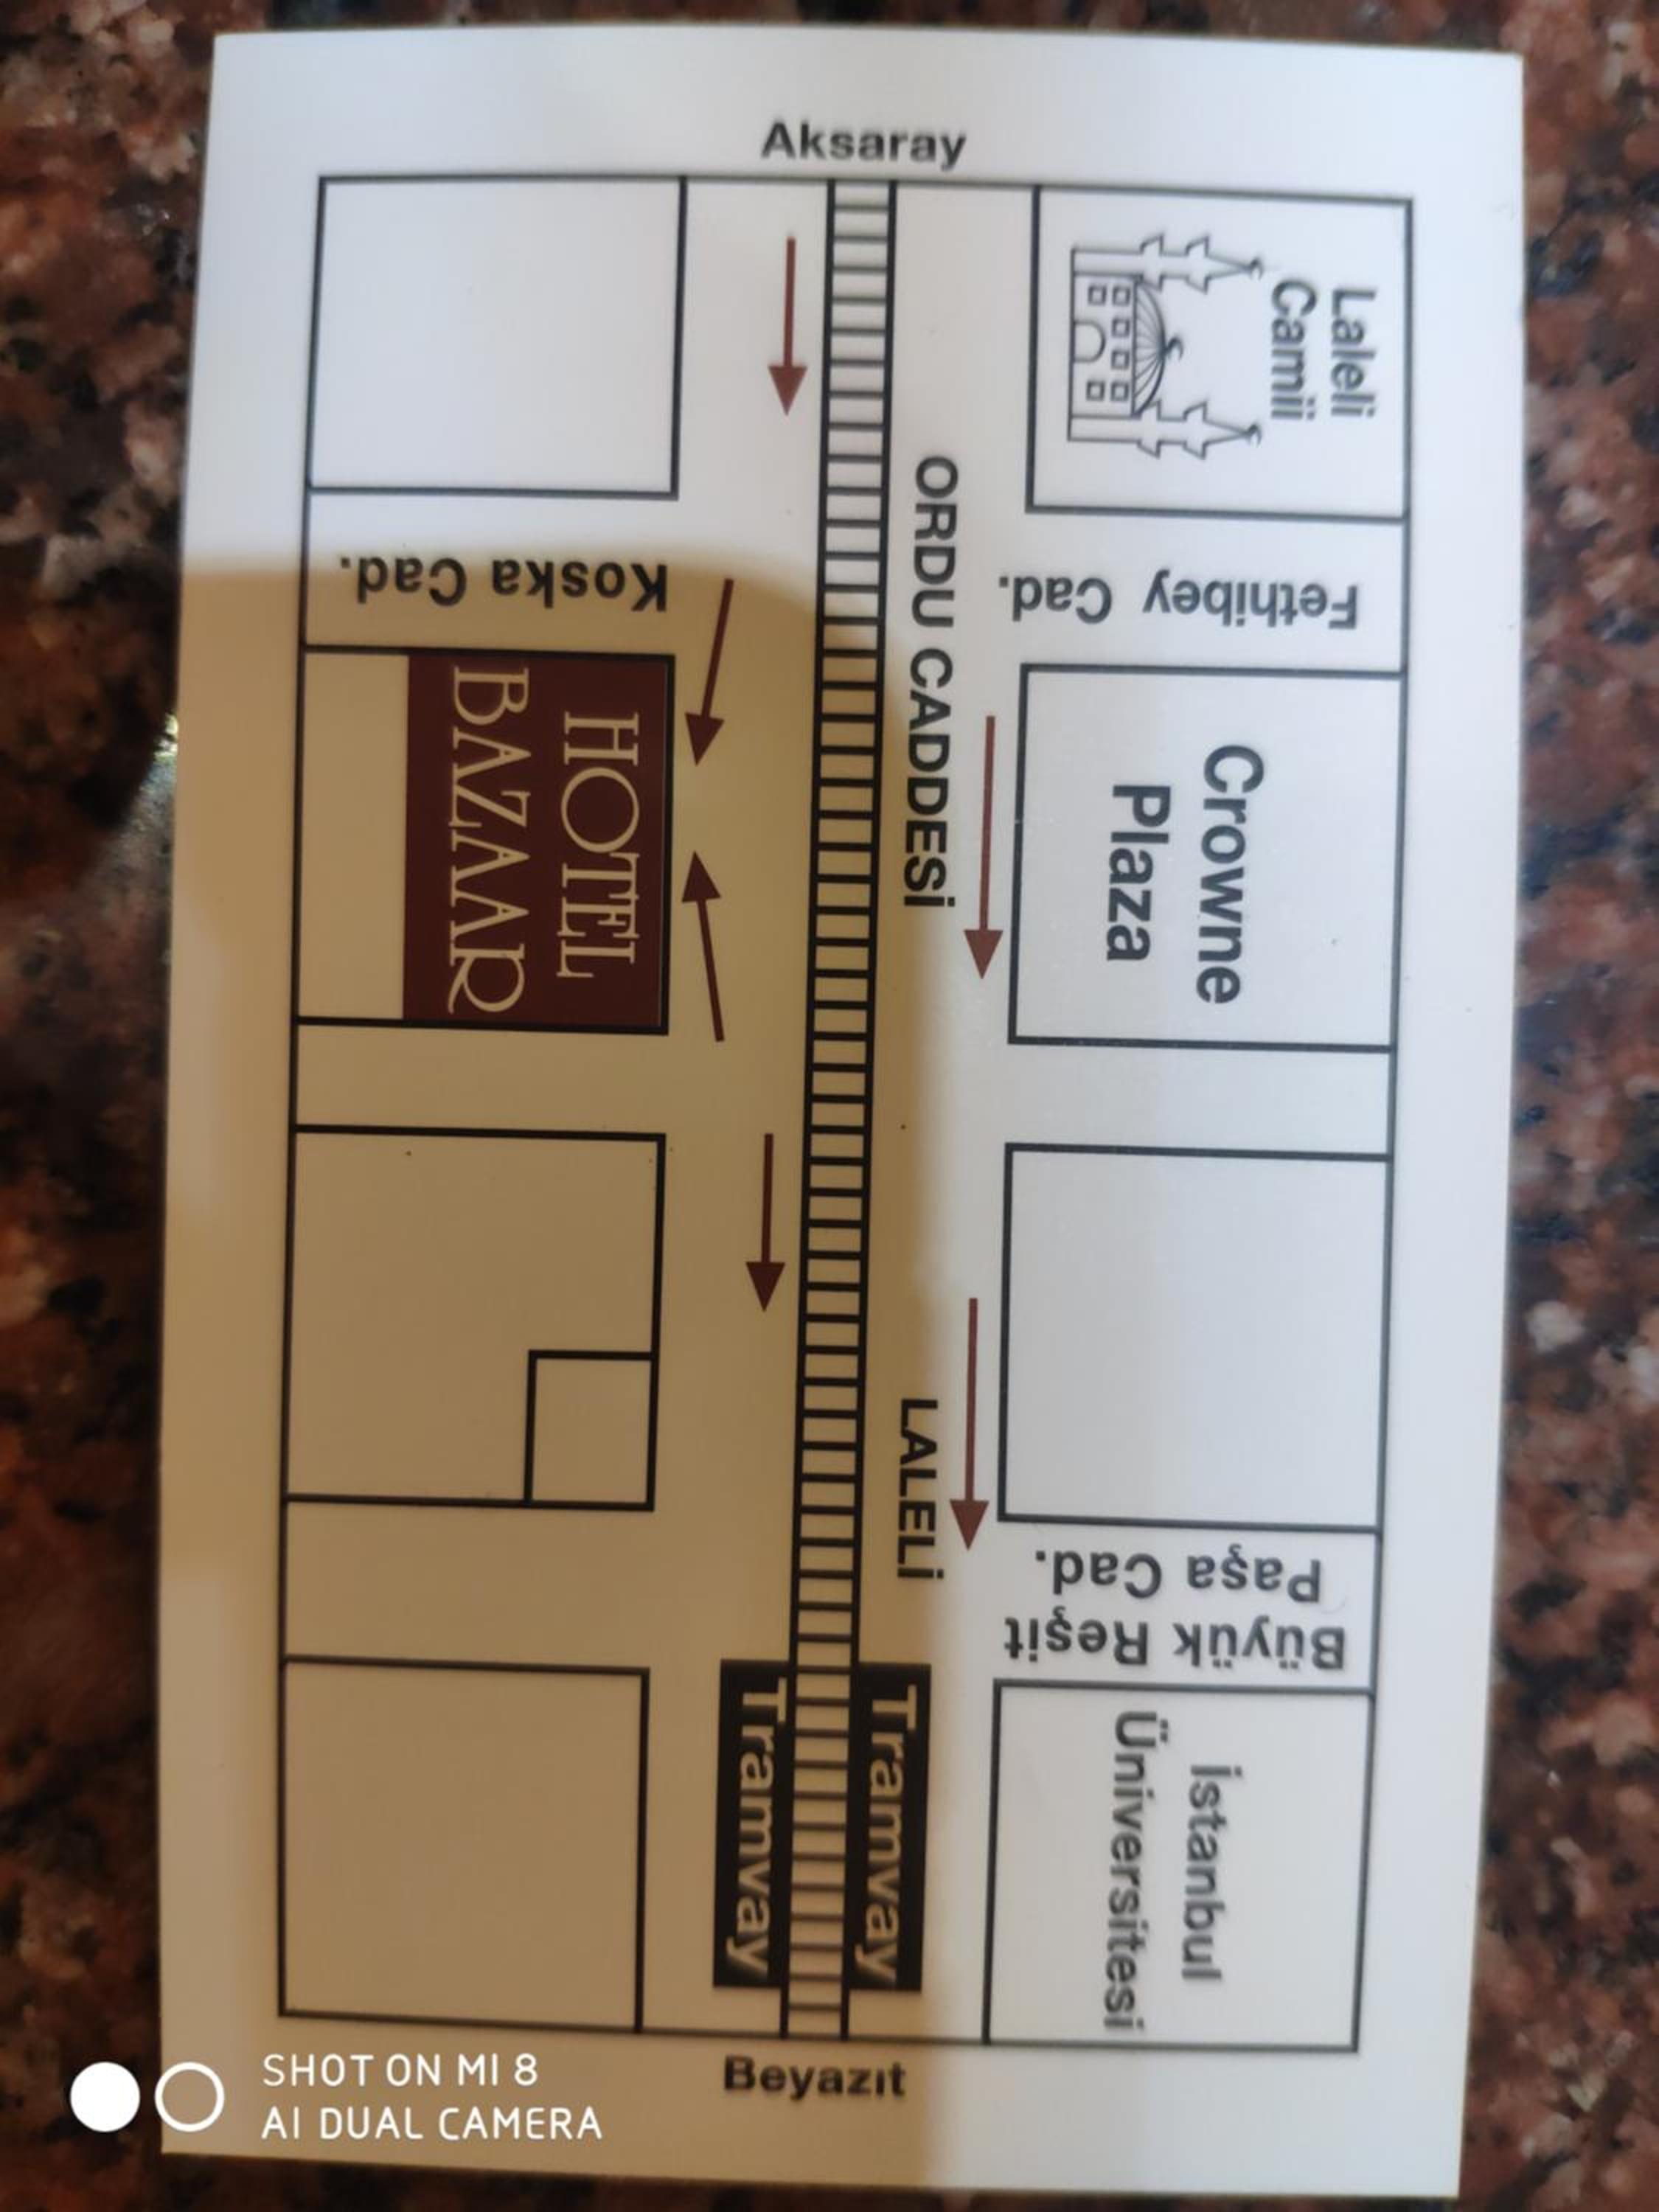 Aksaray
Laleli
Camii
Fethibey Cad.
Crowne
Plaza
Büyük Reşit
Paşa Cad.
İstanbul
Üniversitesi
ORDU CADDESİ
LALELİ
Tramvay
Tramvay
Koska Cad.
HOTEL
BAZAAR
Beyazıt
SHOT ON MI 8
AI DUAL CAMERA